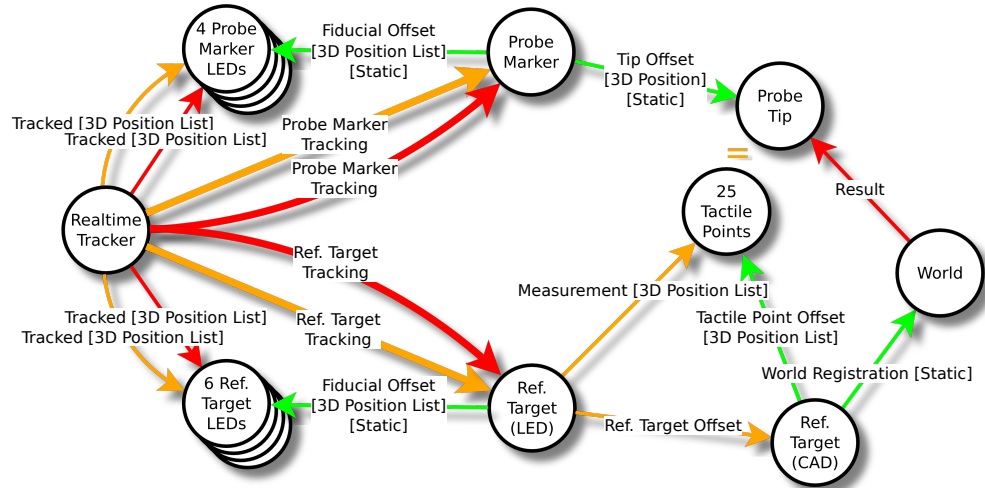 4 Probe
Marker
LEDs
Fiducial Offset
[3D Position List]
[Static]
Probe
Marker
Tip Offset
[3D Position]
[Static]
Probe
Tip
Tracked [3D Position List]
Tracked [3D Position List]
Probe Marker
Tracking
Probe Marker
Tracking
=
25
Tactile
Points
Result
Realtime
Tracker
Ref. Target
Tracking
World
Measurement [3D Position List]
Tracked [3D Position List]
Tracked [3D Position List]
Ref. Target
Tracking
Tactile Point Offset
[3D Position List]
World Registration [Static]
6 Ref.
Target
LEDs
Fiducial Offset
[3D Position List]
[Static]
Ref.
Target
(LED)
Ref. Target Offset
Ref.
Target
(CAD)